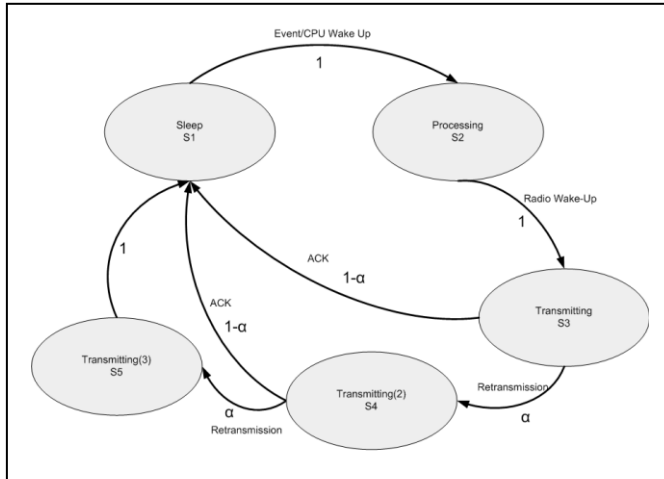 Event/CPU Wake Up
1
Sleep
S1
Processing
S2
Radio Wake-Up
1
1
ACK
1-α
ACK
1-α
Transmitting
S3
Transmitting(3)
S5
Transmitting(2)
S4
Retransmission
α
α
Retransmission